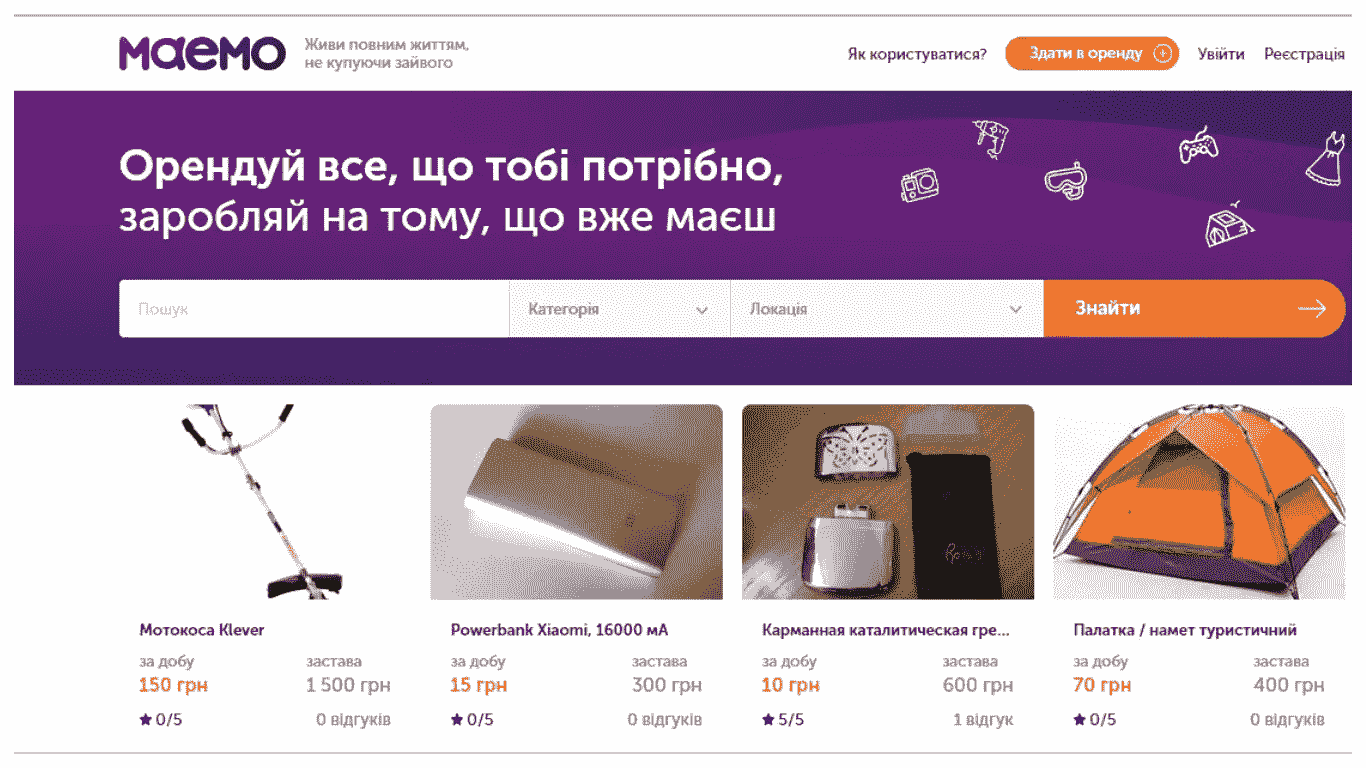 маємо
Живи повним життям,
не купуючи зайвого
Як користуватися?
Здати в оренду
Увійти
Реєстрація
Орендуй все, що тобі потрібно,
заробляй на тому, що вже маєш
Пошук
Категорія
Локація
Знайти
Мотокоса Klever
за добу
застава
150 грн
1 500 грн
0/5
0 відгуків
Powerbank Xiaomi, 16000 мА
за добу
застава
15 грн
300 грн
0/5
0 відгуків
Карманная каталитическая гре...
за добу
застава
10 грн
600 грн
5/5
1 відгук
Палатка / намет туристичний
за добу
застава
70 грн
400 грн
0/5
0 відгуків